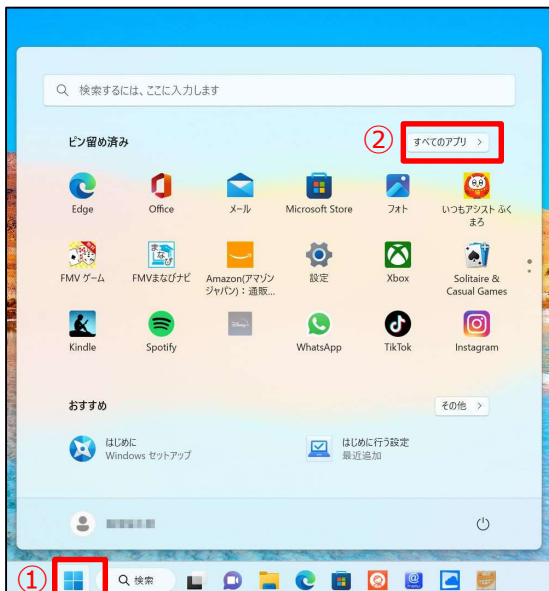 検索するには、ここに入力します
ピン留め済み
②
すべてのアプリ >
Edge
Office
メール
Microsoft Store
フォト
いつもアシスト ふく
まろ
FMV ゲーム
FMVまなびナビ
Amazon(アマゾン
ジャパン)：通販...
設定
Xbox
Solitaire &
Casual Games
Kindle
Spotify
WhatsApp
TikTok
Instagram
おすすめ
その他 >
はじめに
Windows セットアップ
はじめに行う設定
最近追加
①
検索